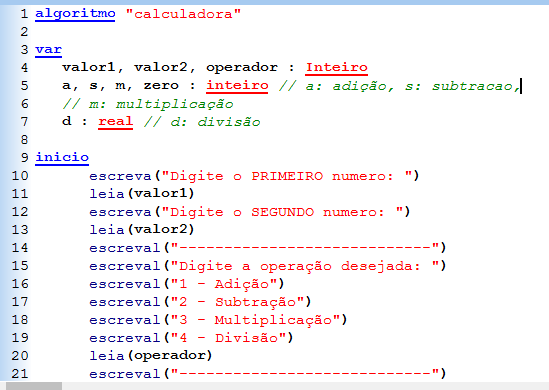 1 algoritmo "calculadora"
2
3 var
4 valor1, valor2, operador : Inteiro
5 a, s, m, zero : inteiro // a: adição, s: subtracao,
6 // m: multiplicação
7 d : real // d: divisão
8
9 inicio
10 escreva("Digite o PRIMEIRO numero: ")
11 leia(valor1)
12 escreva("Digite o SEGUNDO numero: ")
13 leia(valor2)
14 escreval("----------------------------")
15 escreval("Digite a operação desejada: ")
16 escreval("1 - Adição")
17 escreval("2 - Subtração")
18 escreval("3 - Multiplicação")
19 escreval("4 - Divisão")
20 leia(operador)
21 escreval("----------------------------")